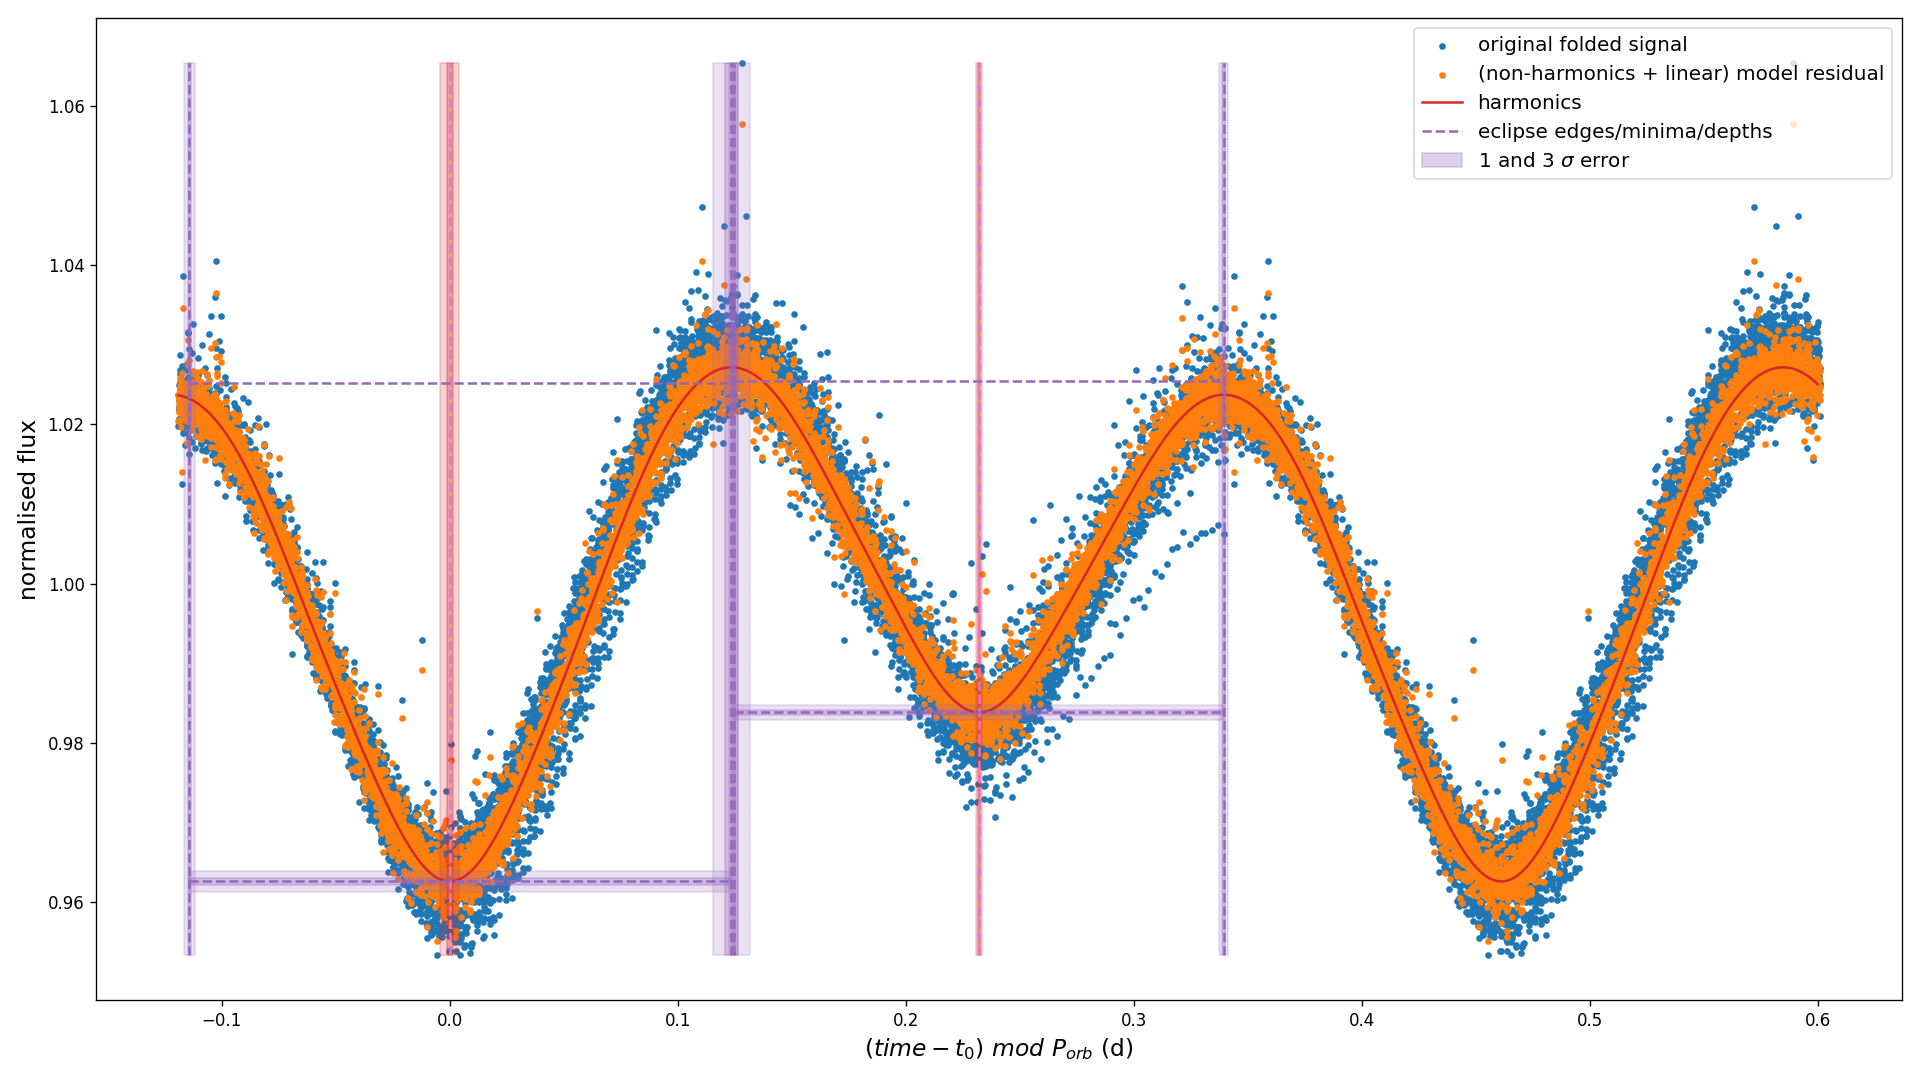 original folded signal
(non-harmonics + linear) model residual
harmonics
eclipse edges/minima/depths
1 and 3 σ error
normalised flux
1.06
1.04
1.02
1.00
0.98
0.96
−0.1
0.0
0.1
0.2
0.3
0.4
0.5
0.6
(time − t₀) mod P_orb (d)